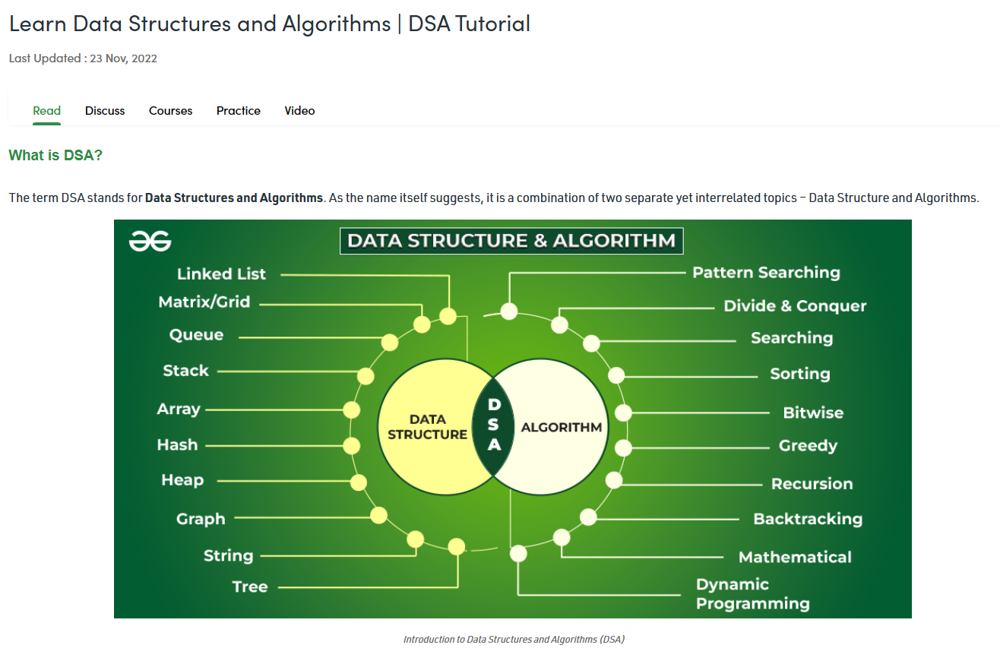 Learn Data Structures and Algorithms | DSA Tutorial
Last Updated : 23 Nov, 2022
Read Discuss Courses Practice Video
What is DSA?
The term DSA stands for Data Structures and Algorithms. As the name itself suggests, it is a combination of two separate yet interrelated topics – Data Structure and Algorithms.
DATA STRUCTURE & ALGORITHM
Linked List
Matrix/Grid
Queue
Stack
Array
Hash
Heap
Graph
String
Tree
DATA
STRUCTURE
D
S
A
ALGORITHM
Pattern Searching
Divide & Conquer
Searching
Sorting
Bitwise
Greedy
Recursion
Backtracking
Mathematical
Dynamic
Programming
Introduction to Data Structures and Algorithms (DSA)